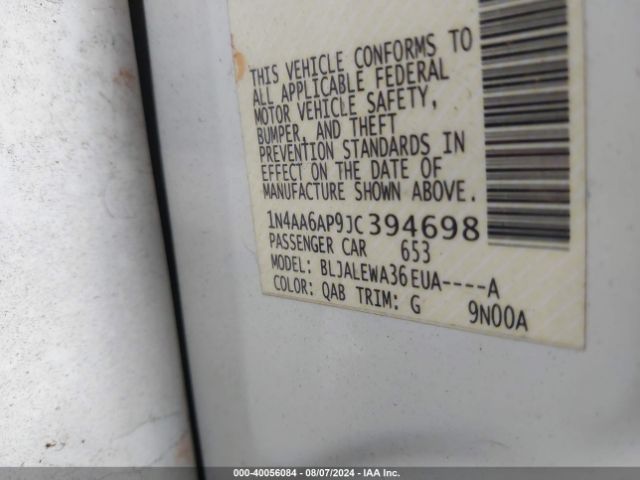 THIS VEHICLE CONFORMS TO
ALL APPLICABLE FEDERAL
MOTOR VEHICLE SAFETY,
BUMPER, AND THEFT
PREVENTION STANDARDS IN
EFFECT ON THE DATE OF
MANUFACTURE SHOWN ABOVE.
1N4AA6AP9JC394698
PASSENGER CAR 653
MODEL: BLJALEWA36EUA----A
COLOR: QAB TRIM: G 9N00A
000-40056084 - 08/07/2024 - IAA Inc.